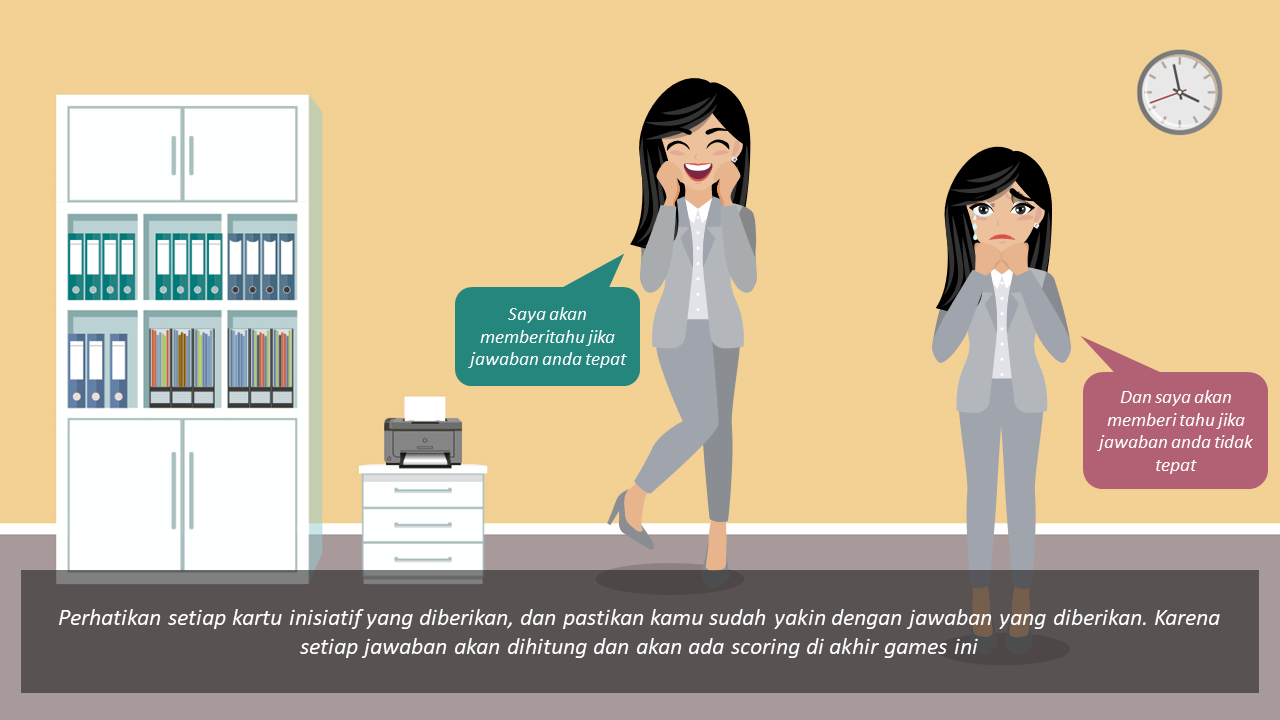 Saya akan
memberitahu jika
jawaban anda tepat
Dan saya akan
memberi tahu jika
jawaban anda tidak
tepat
Perhatikan setiap kartu inisiatif yang diberikan, dan pastikan kamu sudah yakin dengan jawaban yang diberikan. Karena
setiap jawaban akan dihitung dan akan ada scoring di akhir games ini